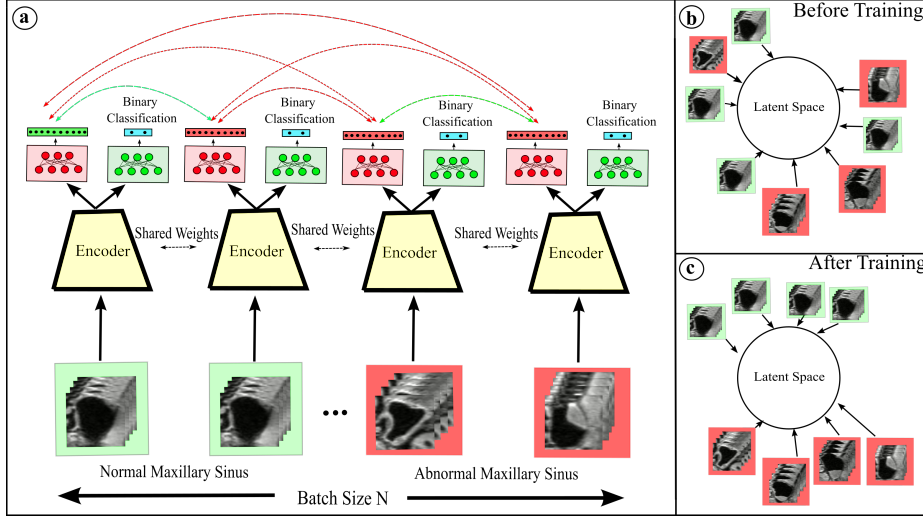 a
Binary
Classification
Binary
Classification
Binary
Classification
Binary
Classification
Encoder
Shared Weights
Encoder
Shared Weights
Encoder
Shared Weights
Encoder
Normal Maxillary Sinus
Abnormal Maxillary Sinus
Batch Size N
b
Before Training
Latent Space
c
After Training
Latent Space